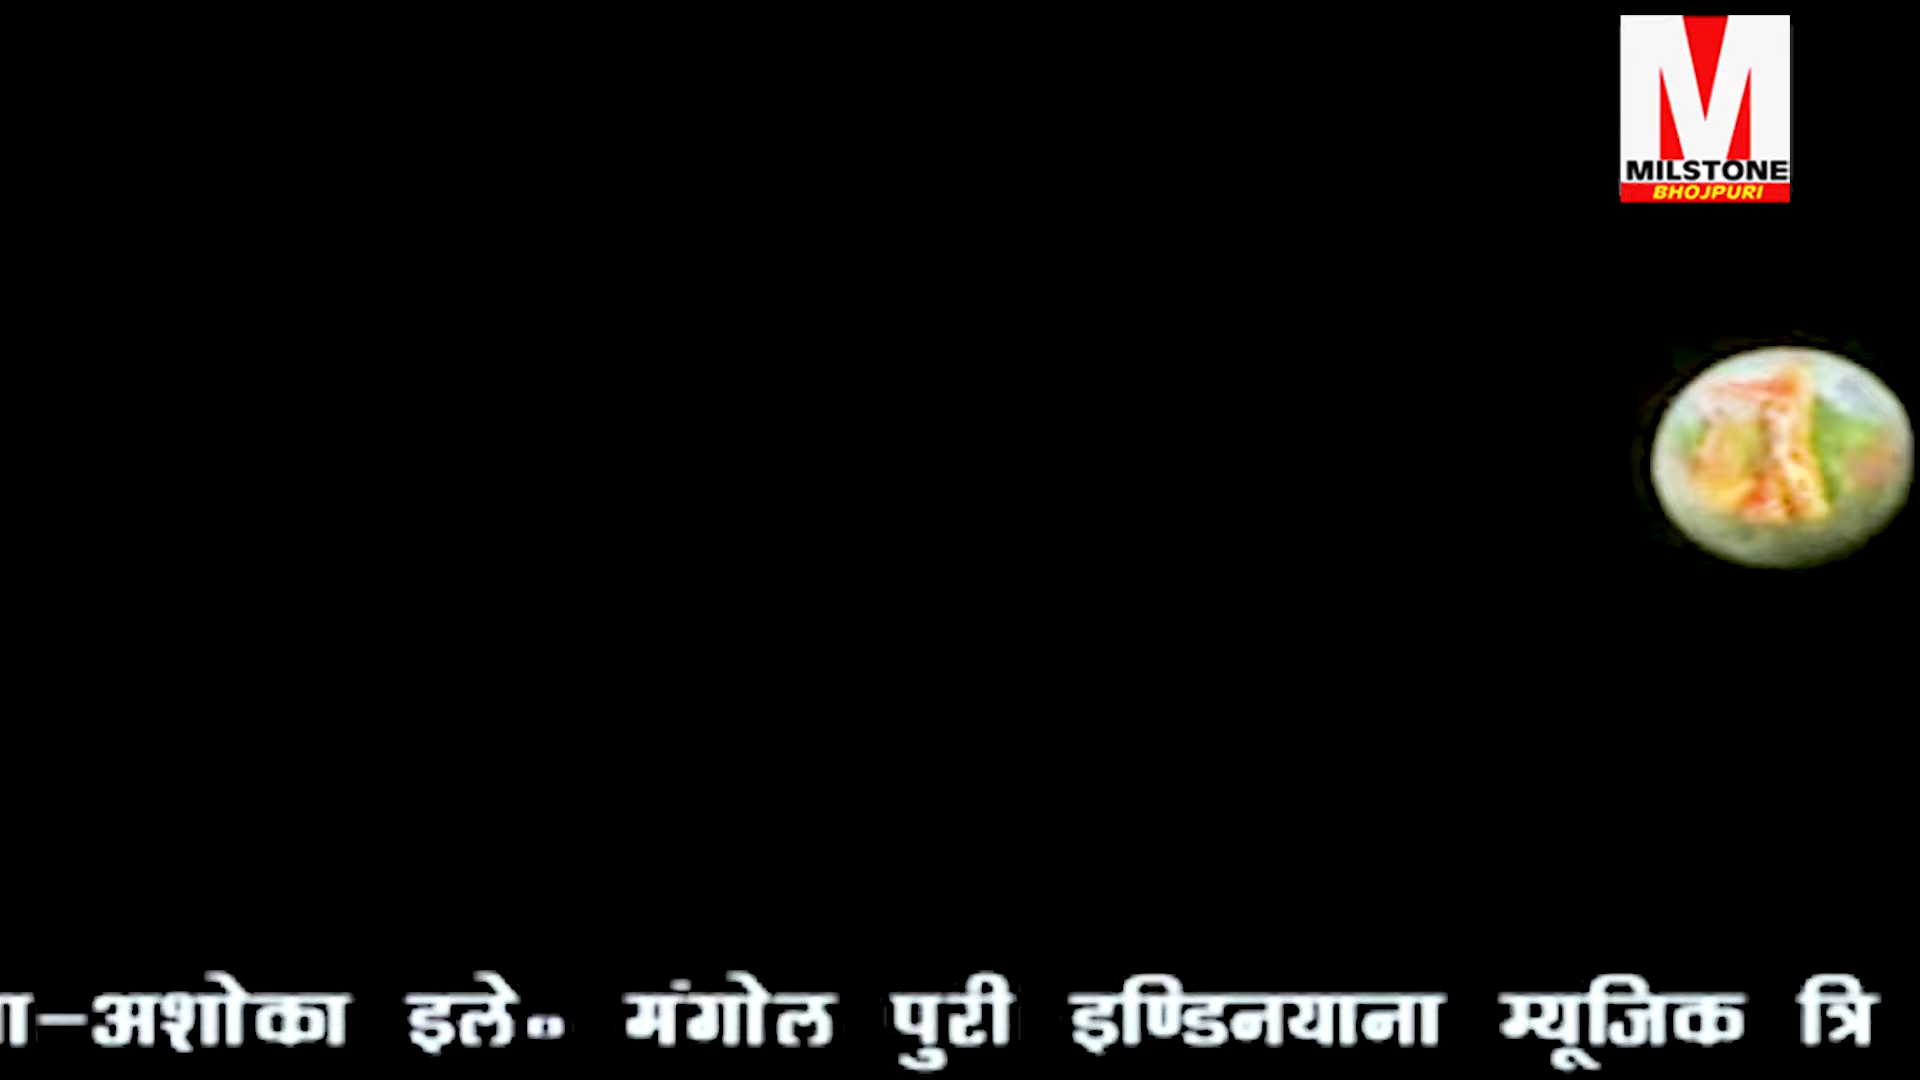 MILSTONE
BHOJPURI
ा–अशोका इले० मंगोल पुरी इण्डिनयाना म्यूजिक त्रि